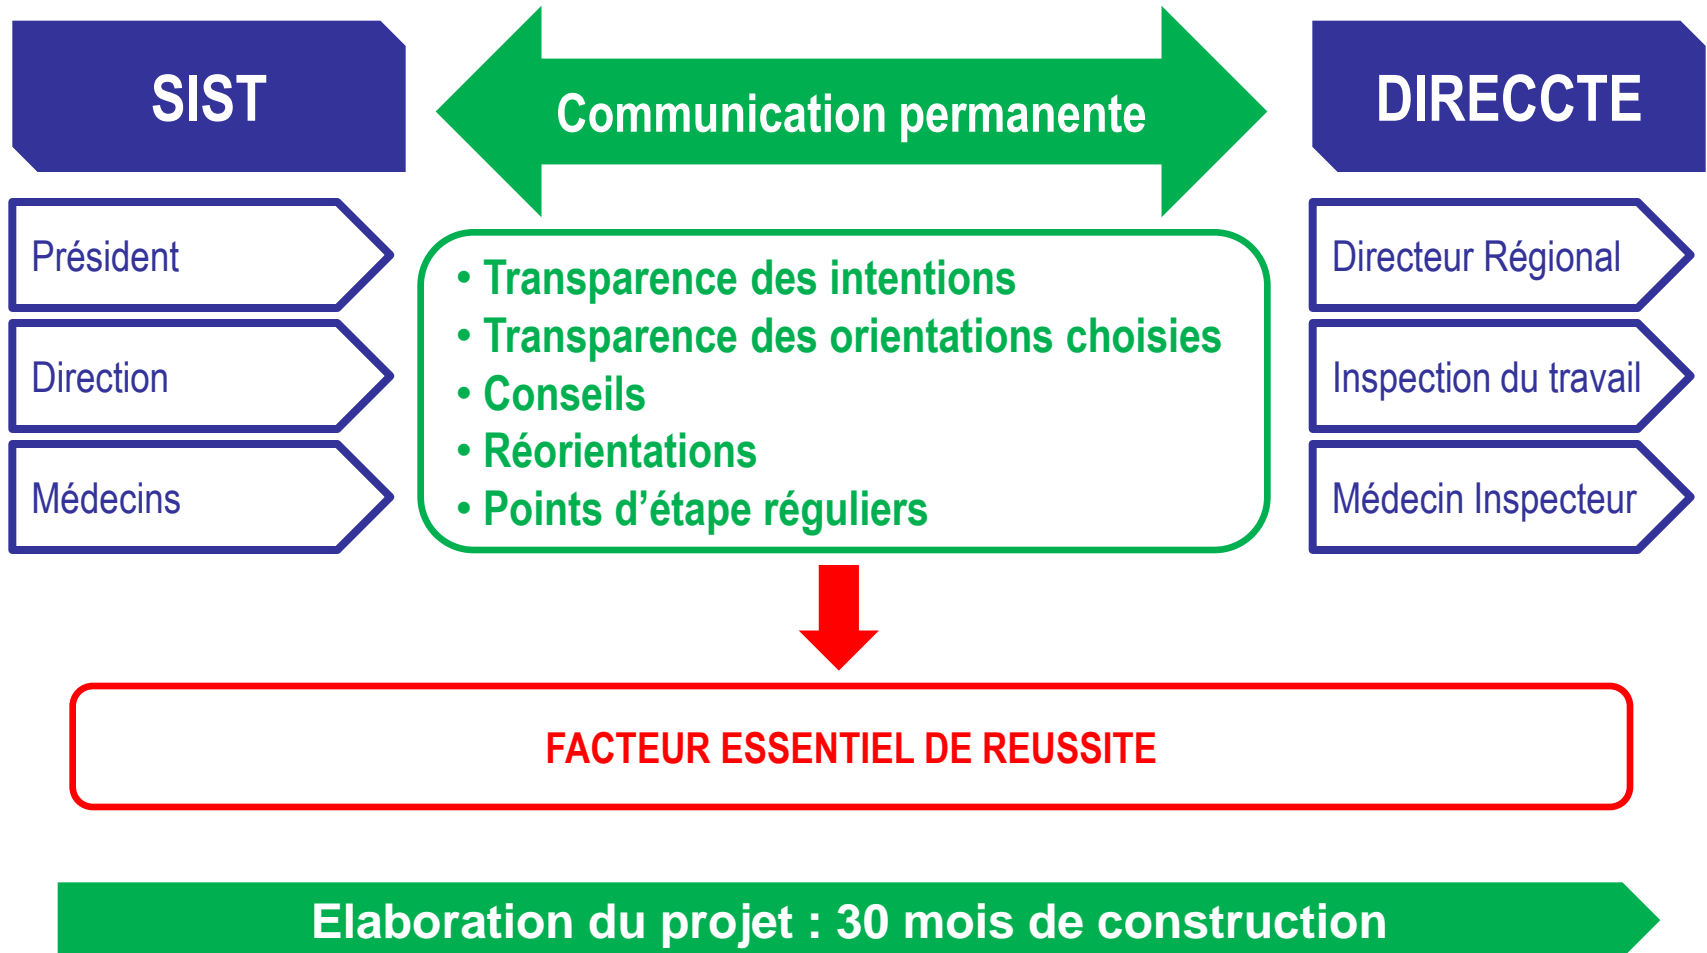 SIST
Communication permanente
DIRECCTE
Président
Direction
Médecins
• Transparence des intentions
• Transparence des orientations choisies
• Conseils
• Réorientations
• Points d’étape réguliers
Directeur Régional
Inspection du travail
Médecin Inspecteur
FACTEUR ESSENTIEL DE REUSSITE
Elaboration du projet : 30 mois de construction